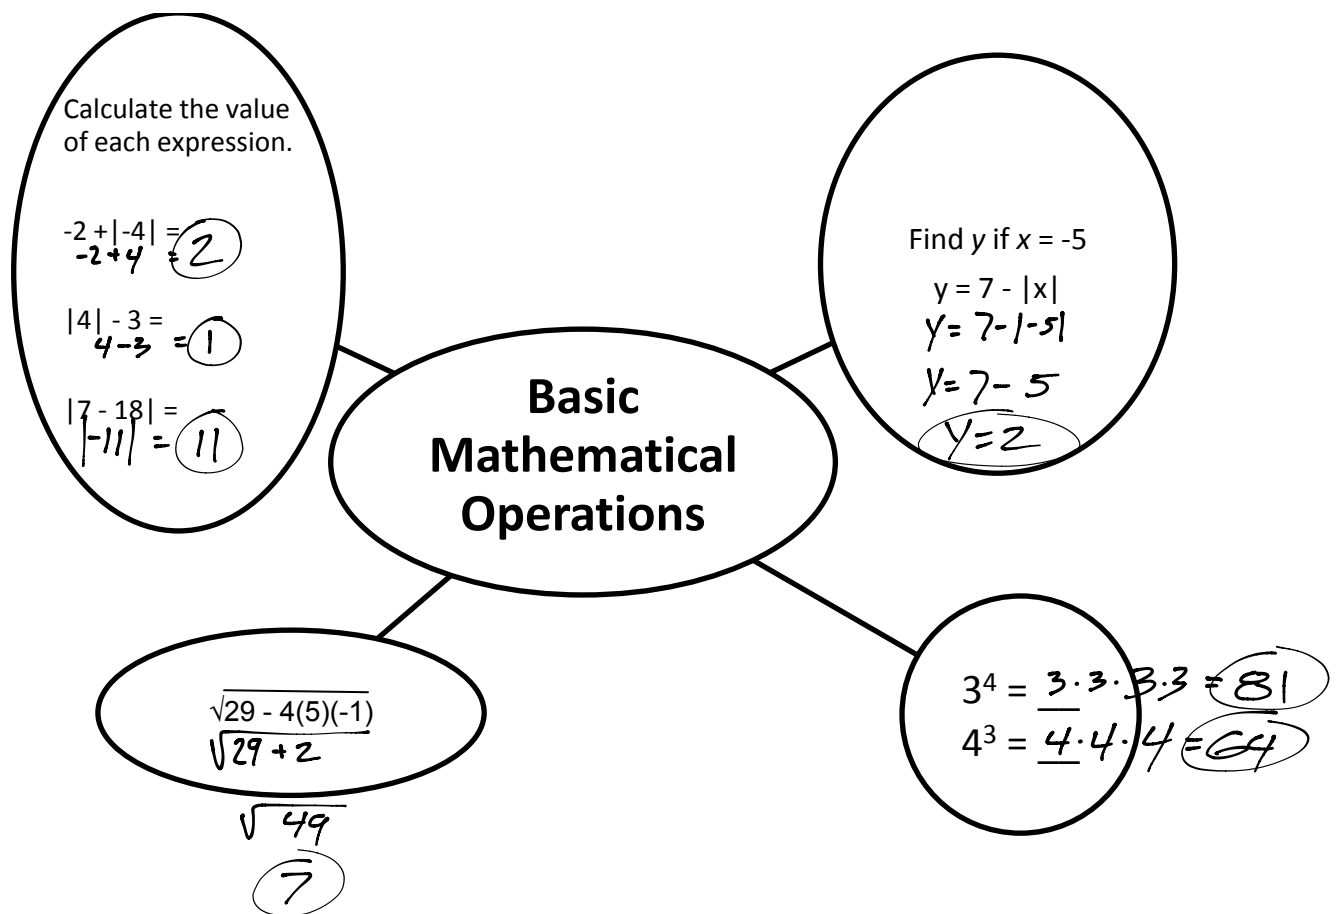 Calculate the value
of each expression.
-2 +|-4| =
-2+4 = 2
|4| - 3 =
4-3 = 1
|7 - 18| =
|-11| = 11
Basic
Mathematical
Operations
Find y if x = -5
y = 7 - |x|
y = 7-|-5|
y = 7- 5
y = 2
√29 - 4(5)(-1)
√29 + 2
√49
7
3⁴ = 3·3·3·3 = 81
4³ = 4·4·4 = 64